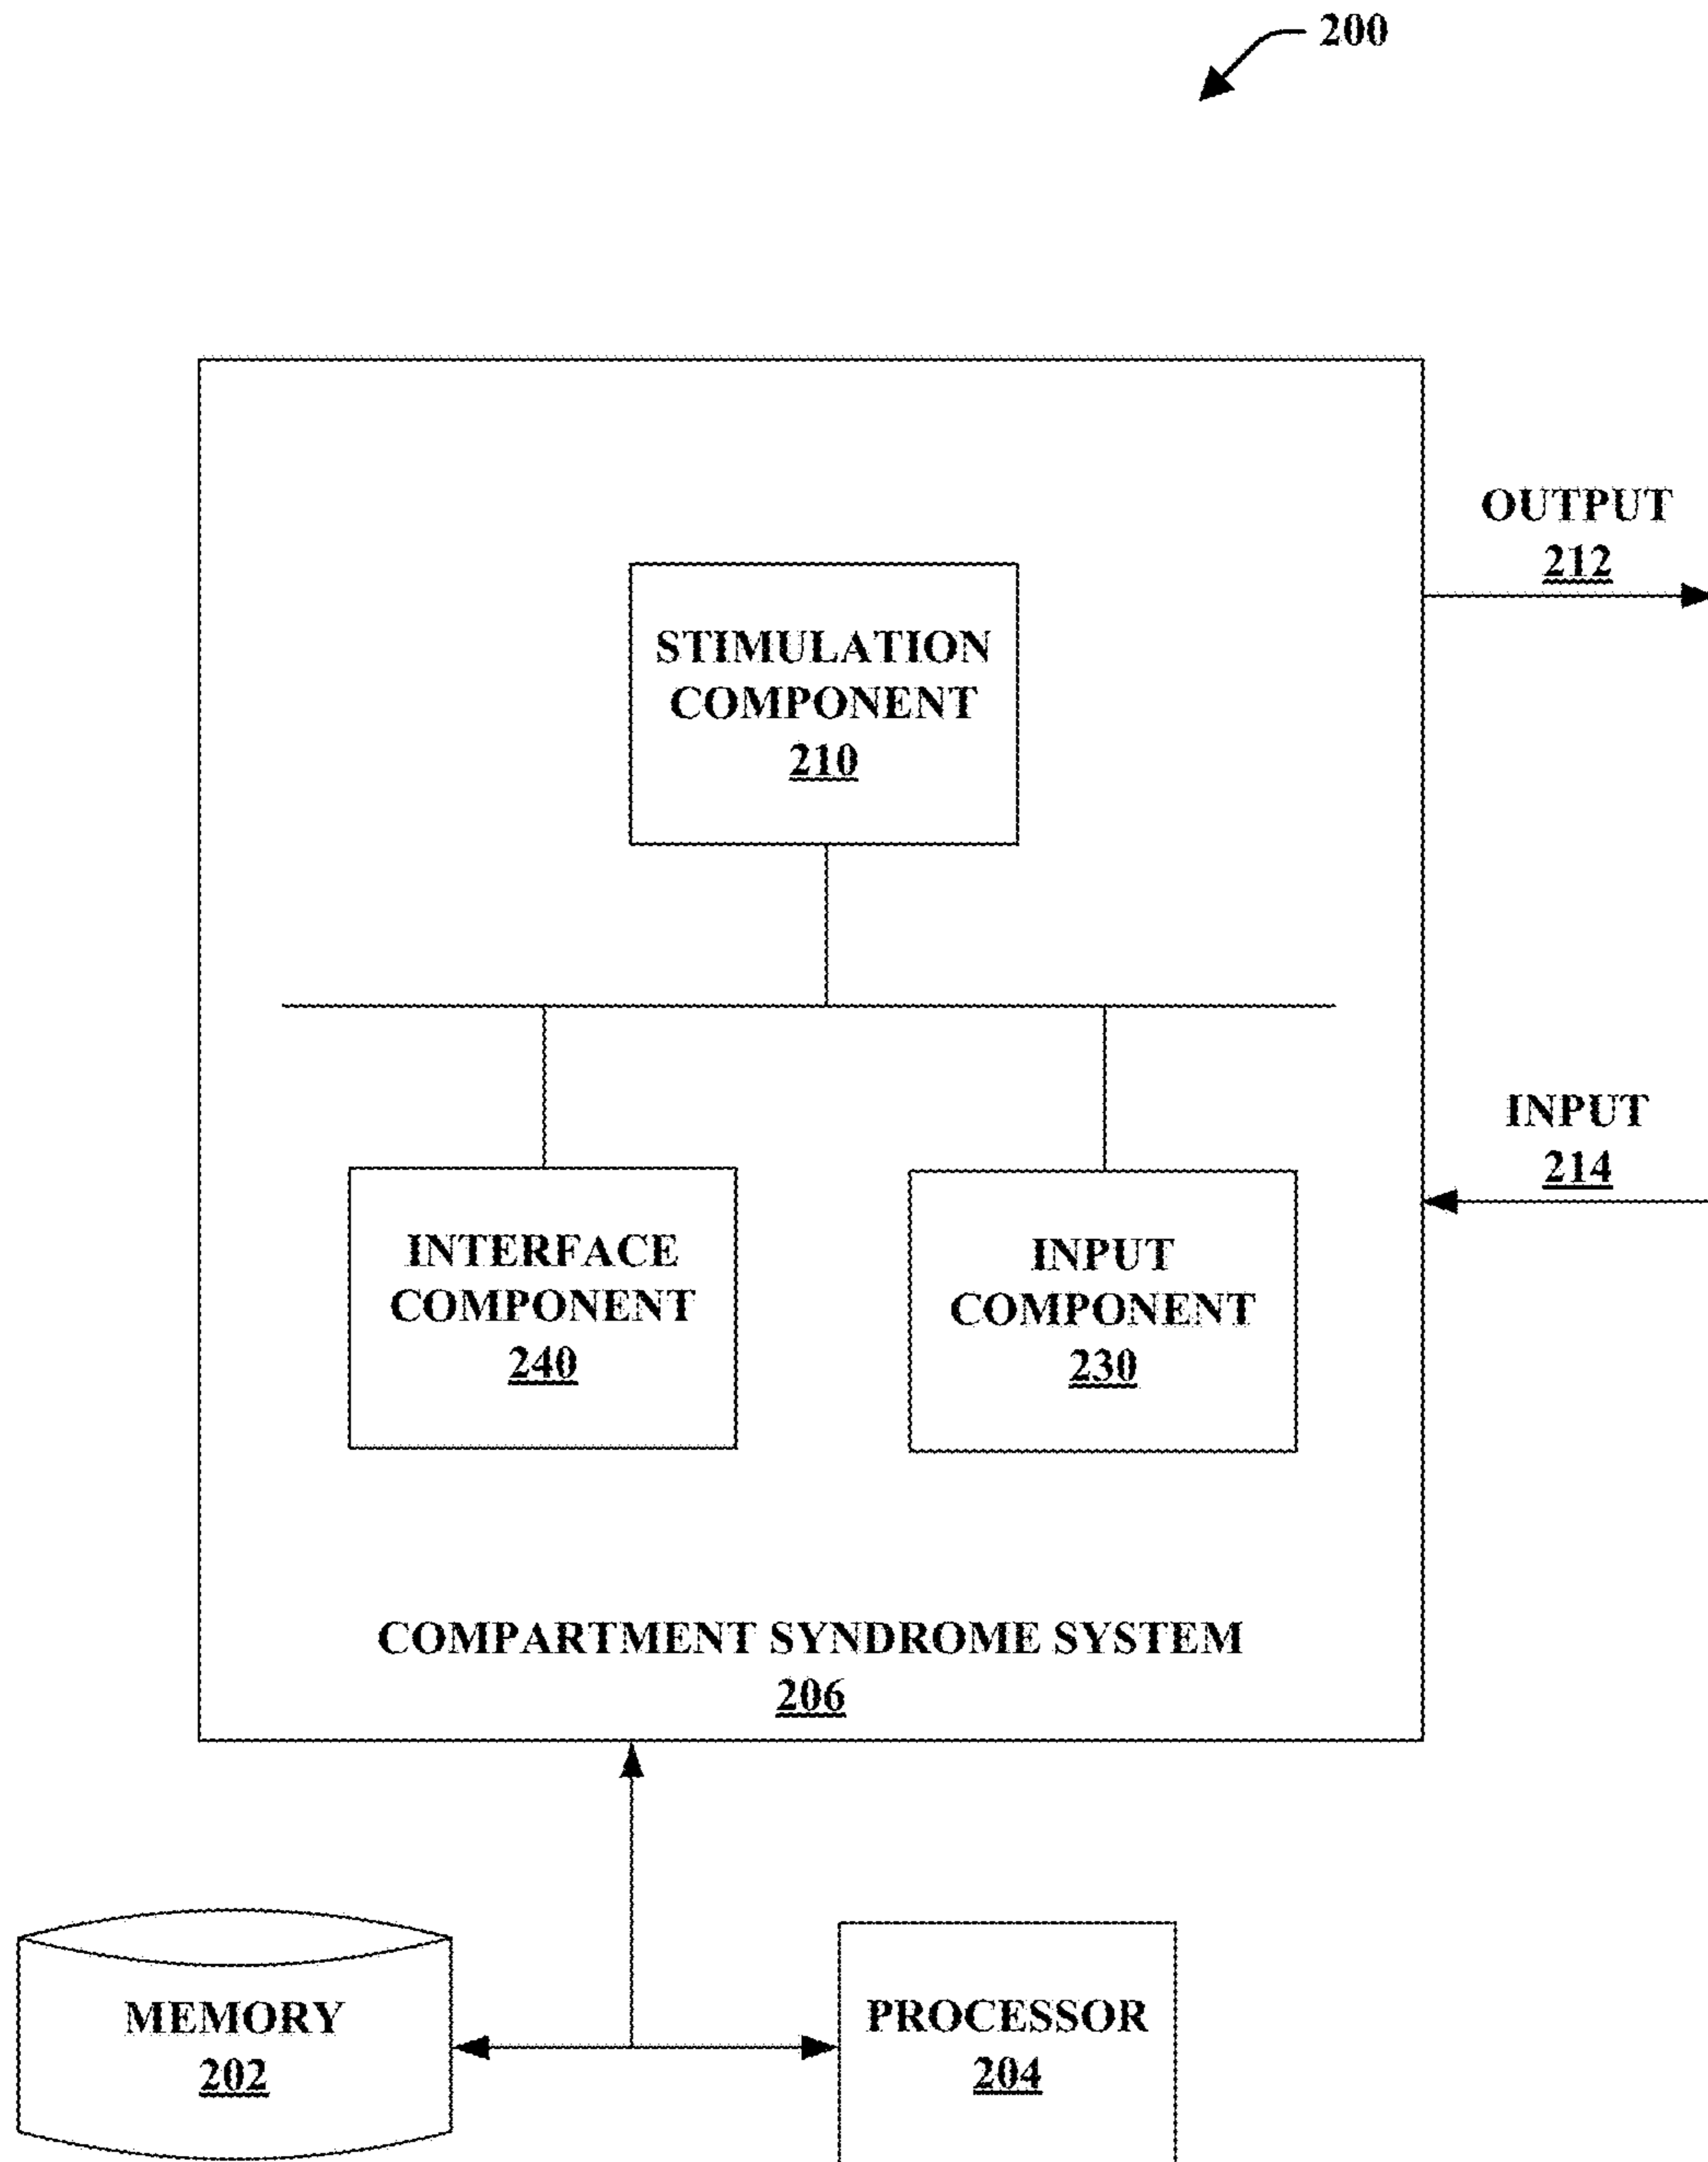 200
OUTPUT
212
STIMULATION
COMPONENT
210
INPUT
214
INTERFACE
COMPONENT
240
INPUT
COMPONENT
230
COMPARTMENT SYNDROME SYSTEM
206
MEMORY
202
PROCESSOR
204